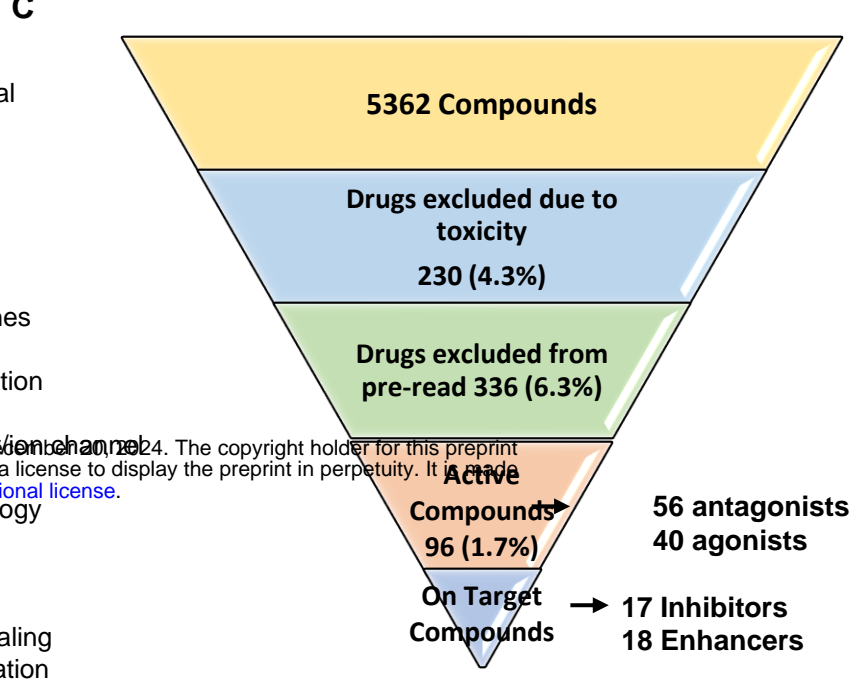 C
5362 Compounds
Drugs excluded due to
toxicity
230 (4.3%)
Drugs excluded from
pre-read 336 (6.3%)
2024. The copyright holder for this preprint
a license to display the preprint in perpetuity. It is made
ional license.
Active
Compounds
96 (1.7%)
56 antagonists
40 agonists
On Target
Compounds
17 Inhibitors
18 Enhancers
al
nes
tion
/ion channel
ogy
aling
ation